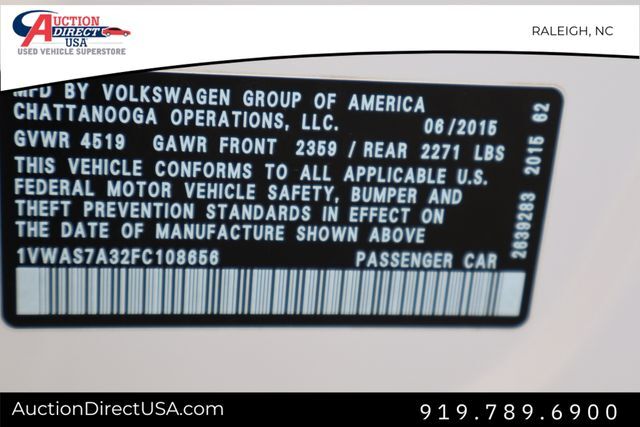 AUCTION
DIRECT
USA
USED VEHICLE SUPERSTORE
RALEIGH, NC
MFD BY VOLKSWAGEN GROUP OF AMERICA
CHATTANOOGA OPERATIONS, LLC. 06/2015
GVWR 4519 GAWR FRONT 2359 / REAR 2271 LBS
THIS VEHICLE CONFORMS TO ALL APPLICABLE U.S.
FEDERAL MOTOR VEHICLE SAFETY, BUMPER AND
THEFT PREVENTION STANDARDS IN EFFECT ON
THE DATE OF MANUFACTURE SHOWN ABOVE
1VWAS7A32FC108656 PASSENGER CAR
2639283 2015 62
AuctionDirectUSA.com
919.789.6900